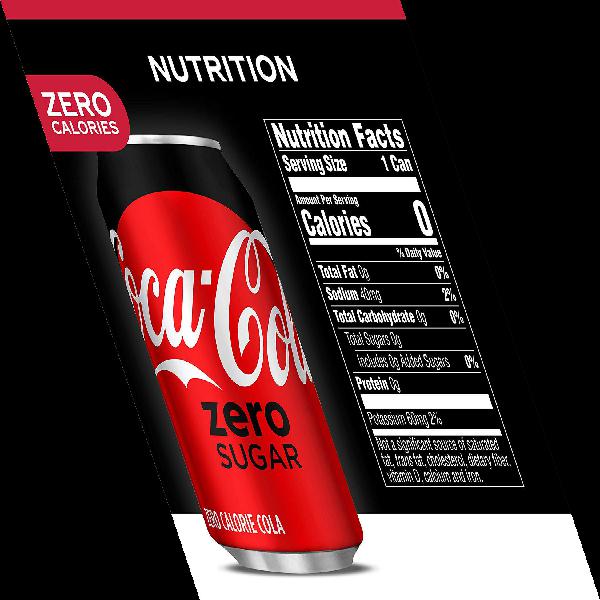 NUTRITION
ZERO
CALORIES
Coca-Cola
zero
SUGAR
ZERO CALORIE COLA
Nutrition Facts
Serving Size 1 Can
Amount Per Serving
Calories 0
% Daily Value
Total Fat 0g 0%
Sodium 40mg 2%
Total Carbohydrate 0g 0%
Total Sugars 0g
Includes 0g Added Sugars 0%
Protein 0g
Potassium 60mg 2%
Not a significant source of saturated
fat, trans fat, cholesterol, dietary fiber,
vitamin D, calcium and iron.